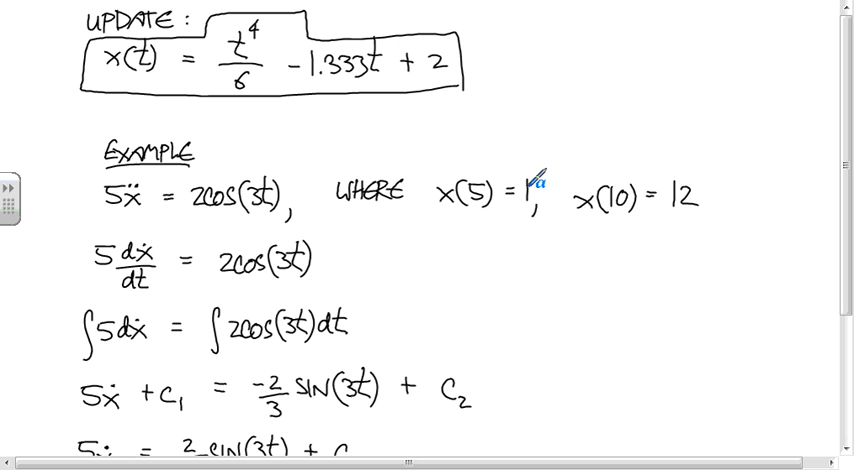 UPDATE:
x(t) = t⁴/6 - 1.333t + 2
EXAMPLE
5ẍ = 2cos(3t), WHERE x(5) = 1, x(10) = 12
5 dẋ/dt = 2cos(3t)
∫5dẋ = ∫2cos(3t)dt
5ẋ + C₁ = -2/3 SIN(3t) + C₂